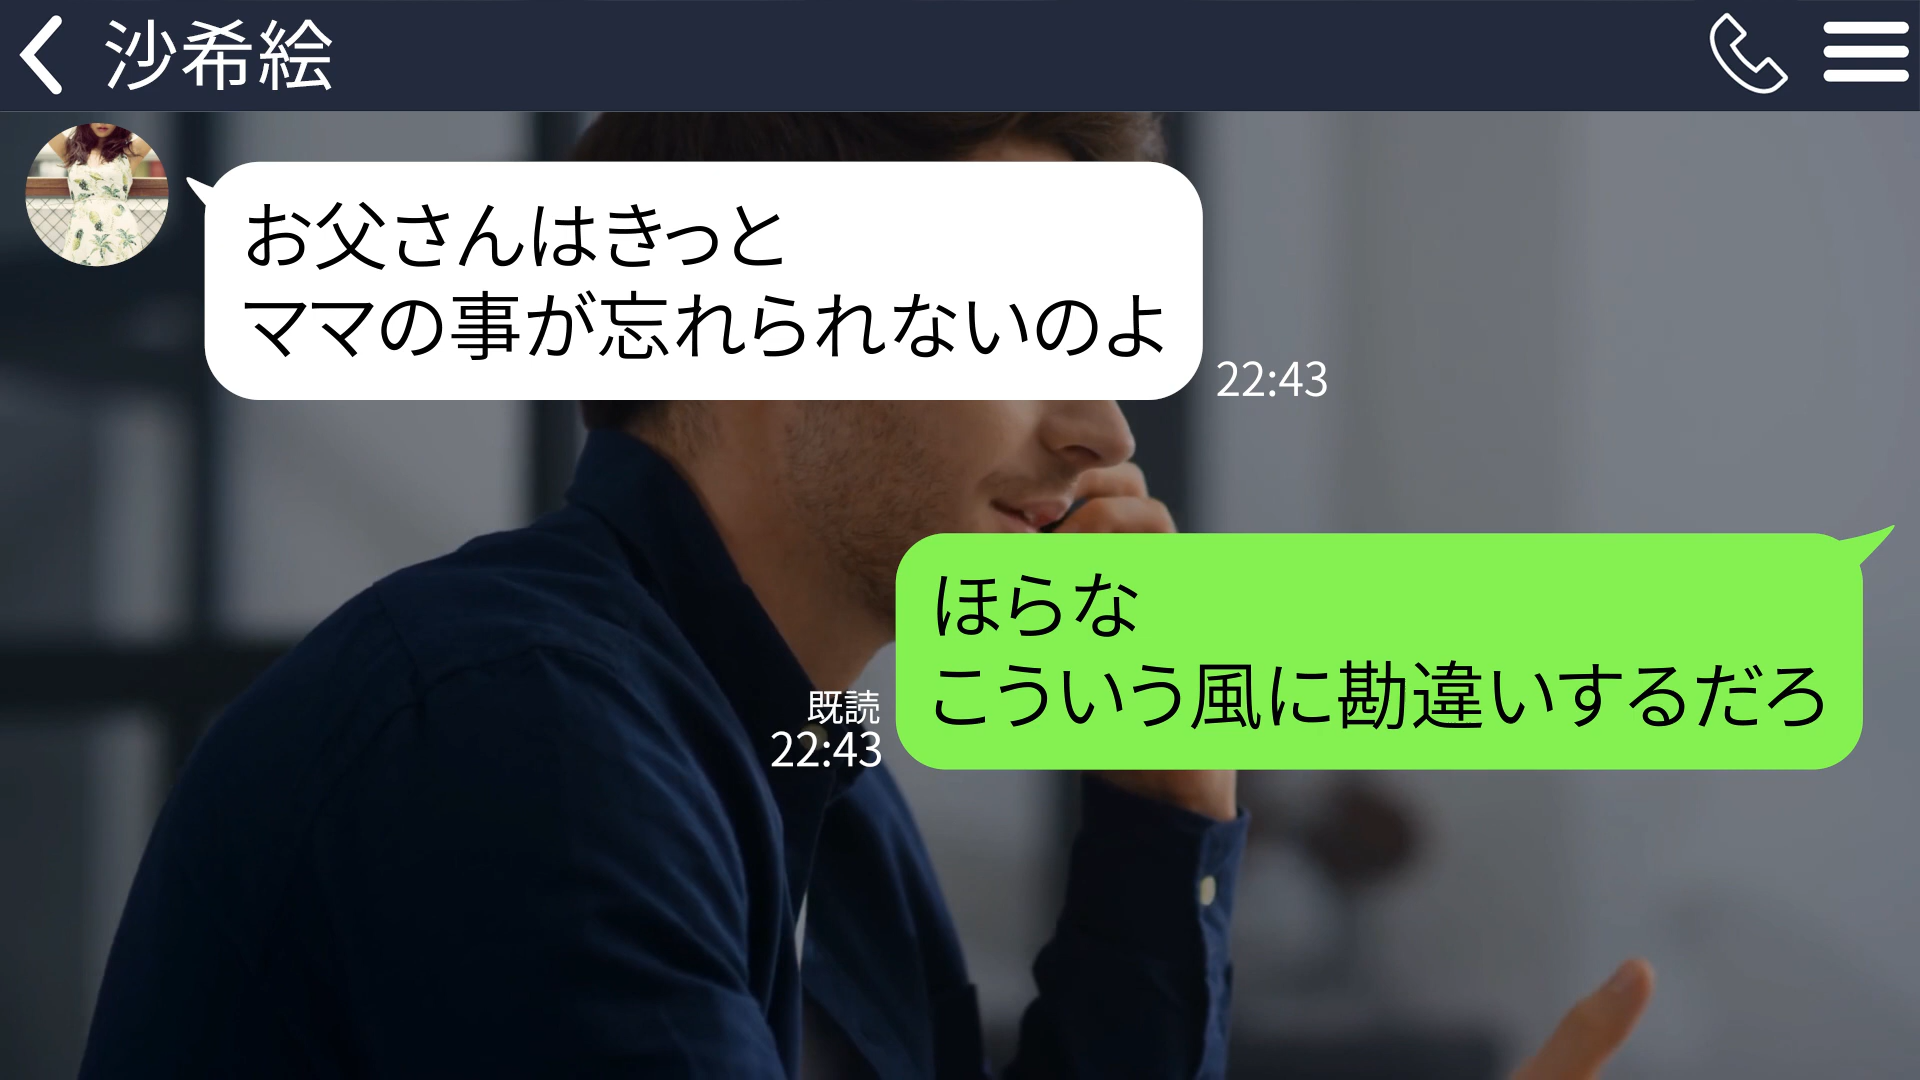 沙希絵
お父さんはきっと
ママの事が忘れられないのよ
22:43
ほらな
こういう風に勘違いするだろ
既読
22:43